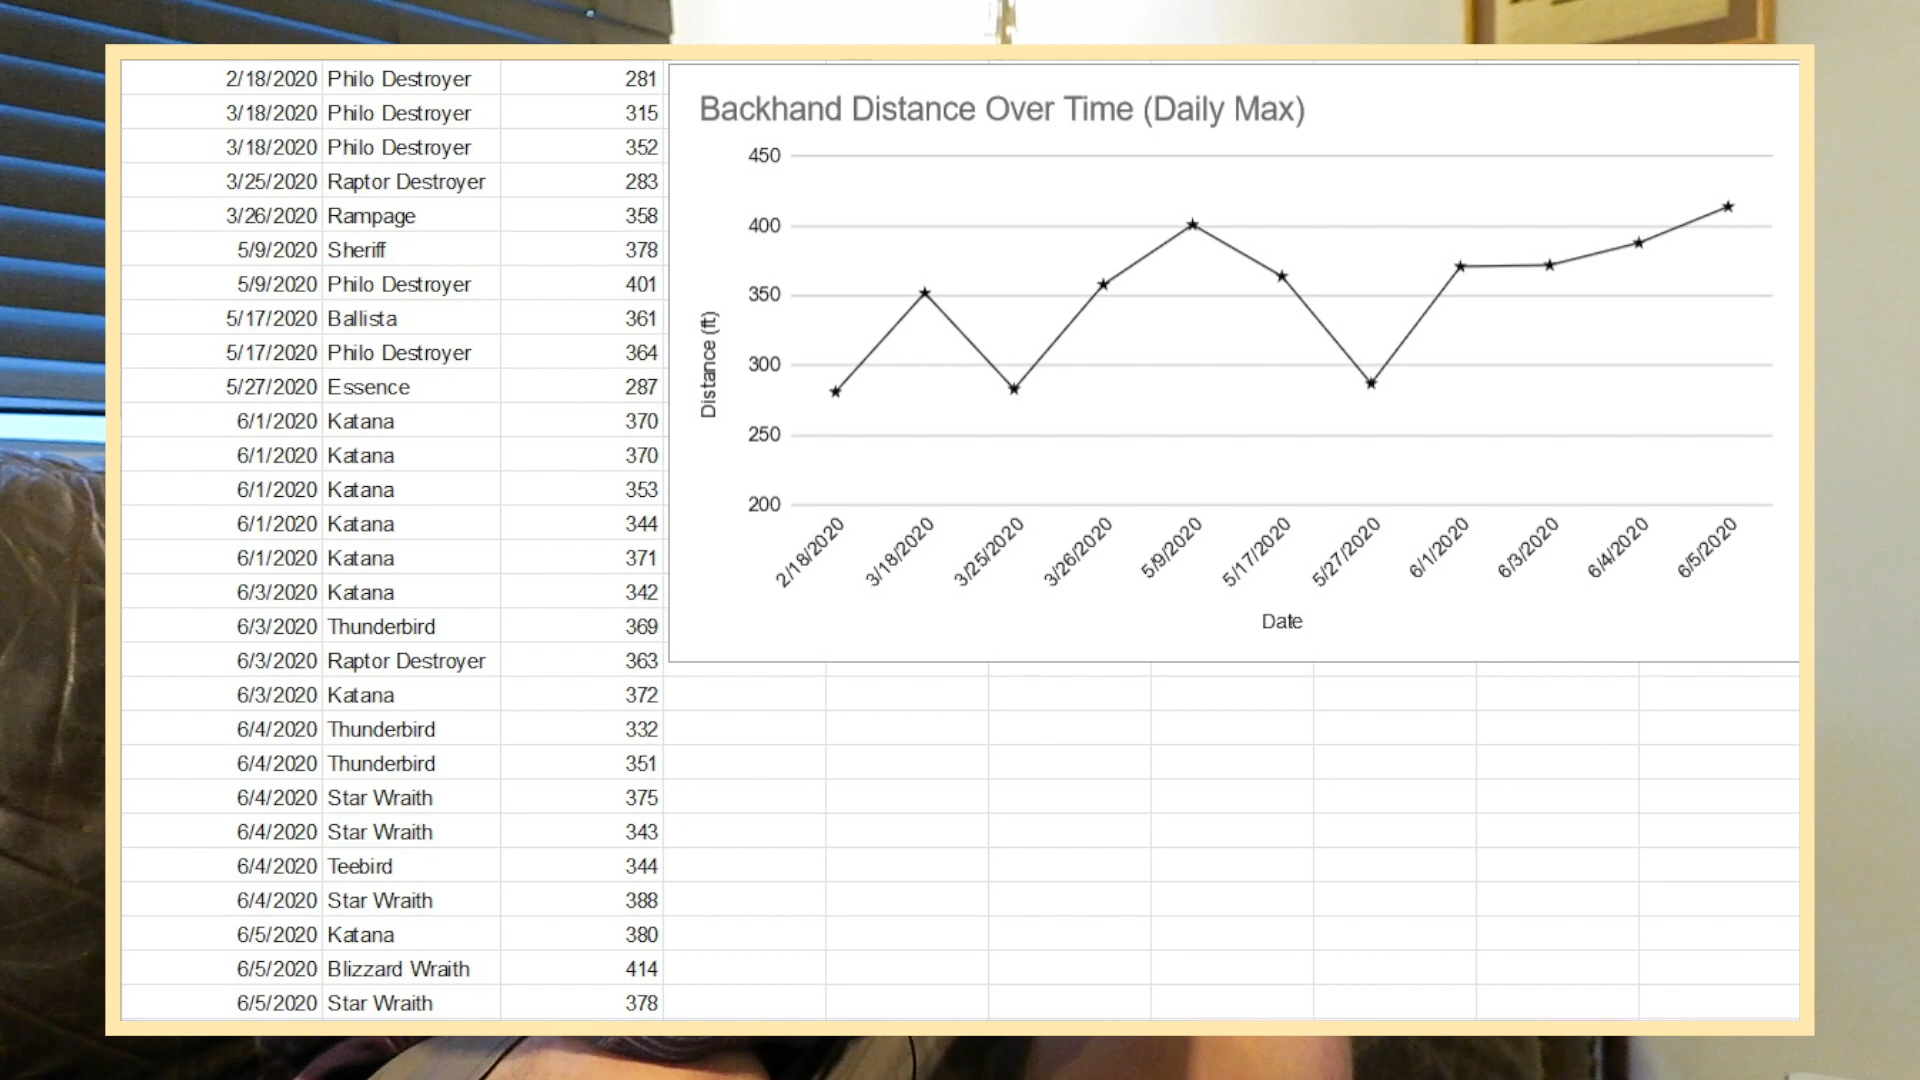 2/18/2020 Philo Destroyer 281
3/18/2020 Philo Destroyer 315
3/18/2020 Philo Destroyer 352
3/25/2020 Raptor Destroyer 283
3/26/2020 Rampage 358
5/9/2020 Sheriff 378
5/9/2020 Philo Destroyer 401
5/17/2020 Ballista 361
5/17/2020 Philo Destroyer 364
5/27/2020 Essence 287
6/1/2020 Katana 370
6/1/2020 Katana 370
6/1/2020 Katana 353
6/1/2020 Katana 344
6/1/2020 Katana 371
6/3/2020 Katana 342
6/3/2020 Thunderbird 369
6/3/2020 Raptor Destroyer 363
6/3/2020 Katana 372
6/4/2020 Thunderbird 332
6/4/2020 Thunderbird 351
6/4/2020 Star Wraith 375
6/4/2020 Star Wraith 343
6/4/2020 Teebird 344
6/4/2020 Star Wraith 388
6/5/2020 Katana 380
6/5/2020 Blizzard Wraith 414
6/5/2020 Star Wraith 378
Backhand Distance Over Time (Daily Max)
Distance (ft)
450
400
350
300
250
200
2/18/2020 3/18/2020 3/25/2020 3/26/2020 5/9/2020 5/17/2020 5/27/2020 6/1/2020 6/3/2020 6/4/2020 6/5/2020
Date